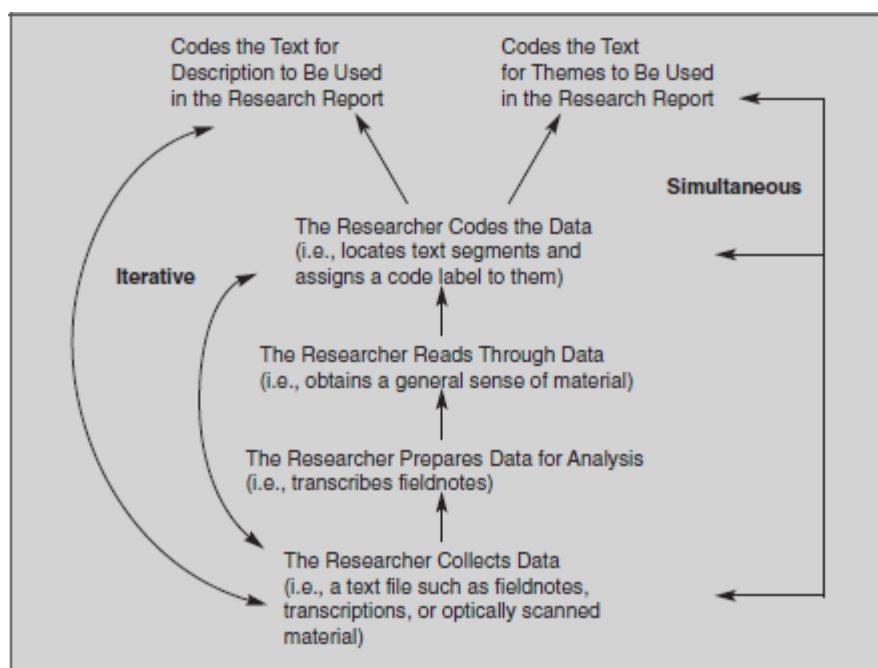 Codes the Text for
Description to Be Used
in the Research Report
Codes the Text
for Themes to Be Used
in the Research Report
Simultaneous
The Researcher Codes the Data
(i.e., locates text segments and
assigns a code label to them)
Iterative
The Researcher Reads Through Data
(i.e., obtains a general sense of material)
The Researcher Prepares Data for Analysis
(i.e., transcribes fieldnotes)
The Researcher Collects Data
(i.e., a text file such as fieldnotes,
transcriptions, or optically scanned
material)